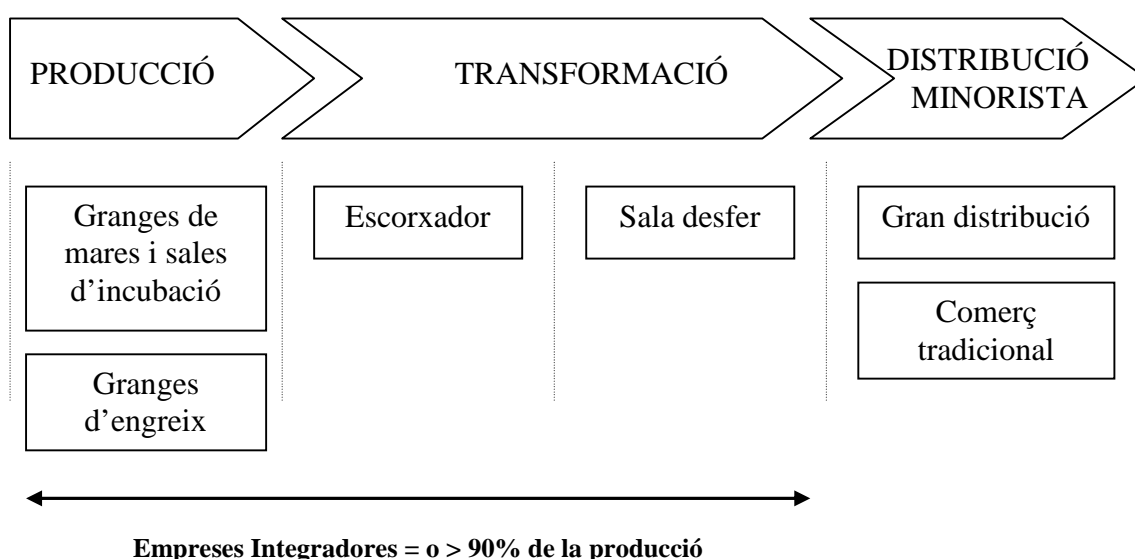 PRODUCCIÓ
TRANSFORMACIÓ
DISTRIBUCIÓ
MINORISTA
Granges de
mares i sales
d’incubació
Escorxador
Sala desfer
Gran distribució
Comerç
tradicional
Granges
d’engreix
Empreses Integradores = o > 90% de la producció